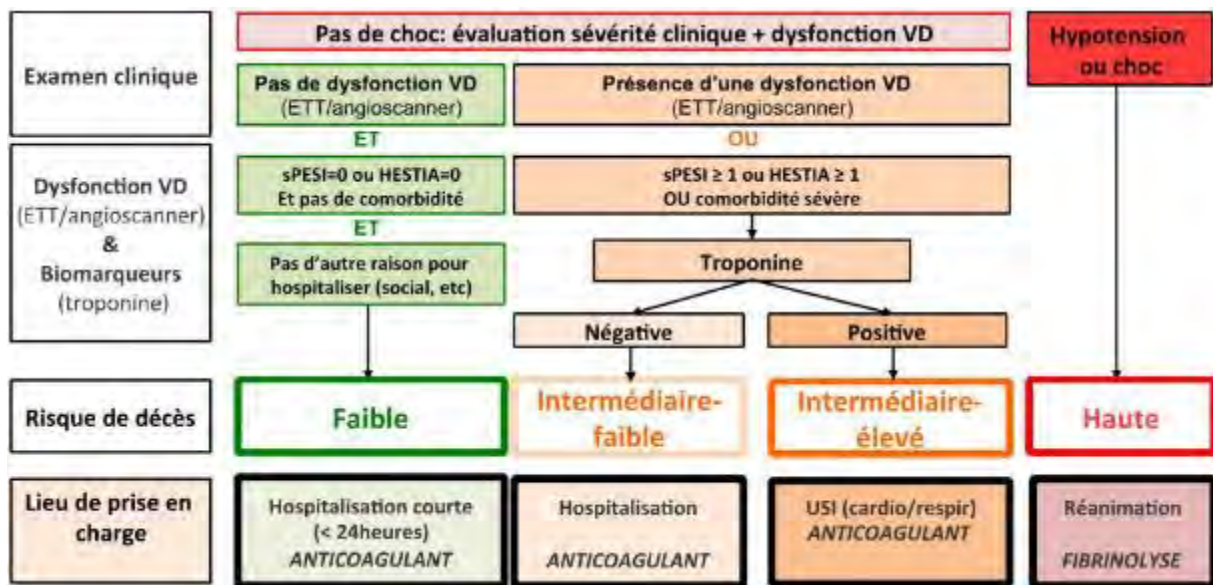 Examen clinique
Pas de choc: évaluation sévérité clinique + dysfonction VD
Hypotension
ou choc
Pas de dysfonction VD
(ETT/angioscanner)
ET
Présence d'une dysfonction VD
(ETT/angioscanner)
OU
Dysfonction VD
(ETT/angioscanner)
&
Biomarqueurs
(troponine)
sPESI=0 ou HESTIA=0
Et pas de comorbidité
ET
Pas d'autre raison pour
hospitaliser (social, etc)
sPESI ≥ 1 ou HESTIA ≥ 1
OU comorbidité sévère
Troponine
Négative
Positive
Risque de décès
Faible
Intermédiaire-
faible
Intermédiaire-
élevé
Haute
Lieu de prise en
charge
Hospitalisation courte
(< 24heures)
ANTICOAGULANT
Hospitalisation
ANTICOAGULANT
USI (cardio/respir)
ANTICOAGULANT
Réanimation
FIBRINOLYSE